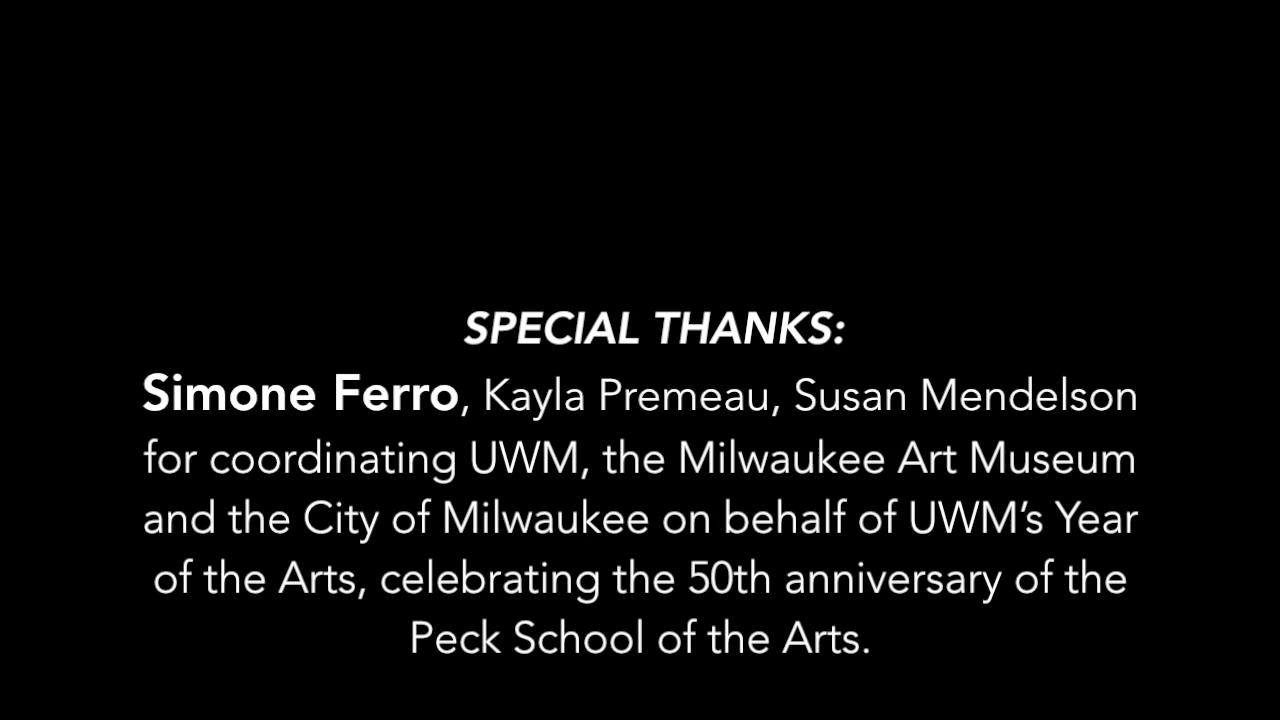 SPECIAL THANKS:
Simone Ferro, Kayla Premeau, Susan Mendelson
for coordinating UWM, the Milwaukee Art Museum
and the City of Milwaukee on behalf of UWM’s Year
of the Arts, celebrating the 50th anniversary of the
Peck School of the Arts.